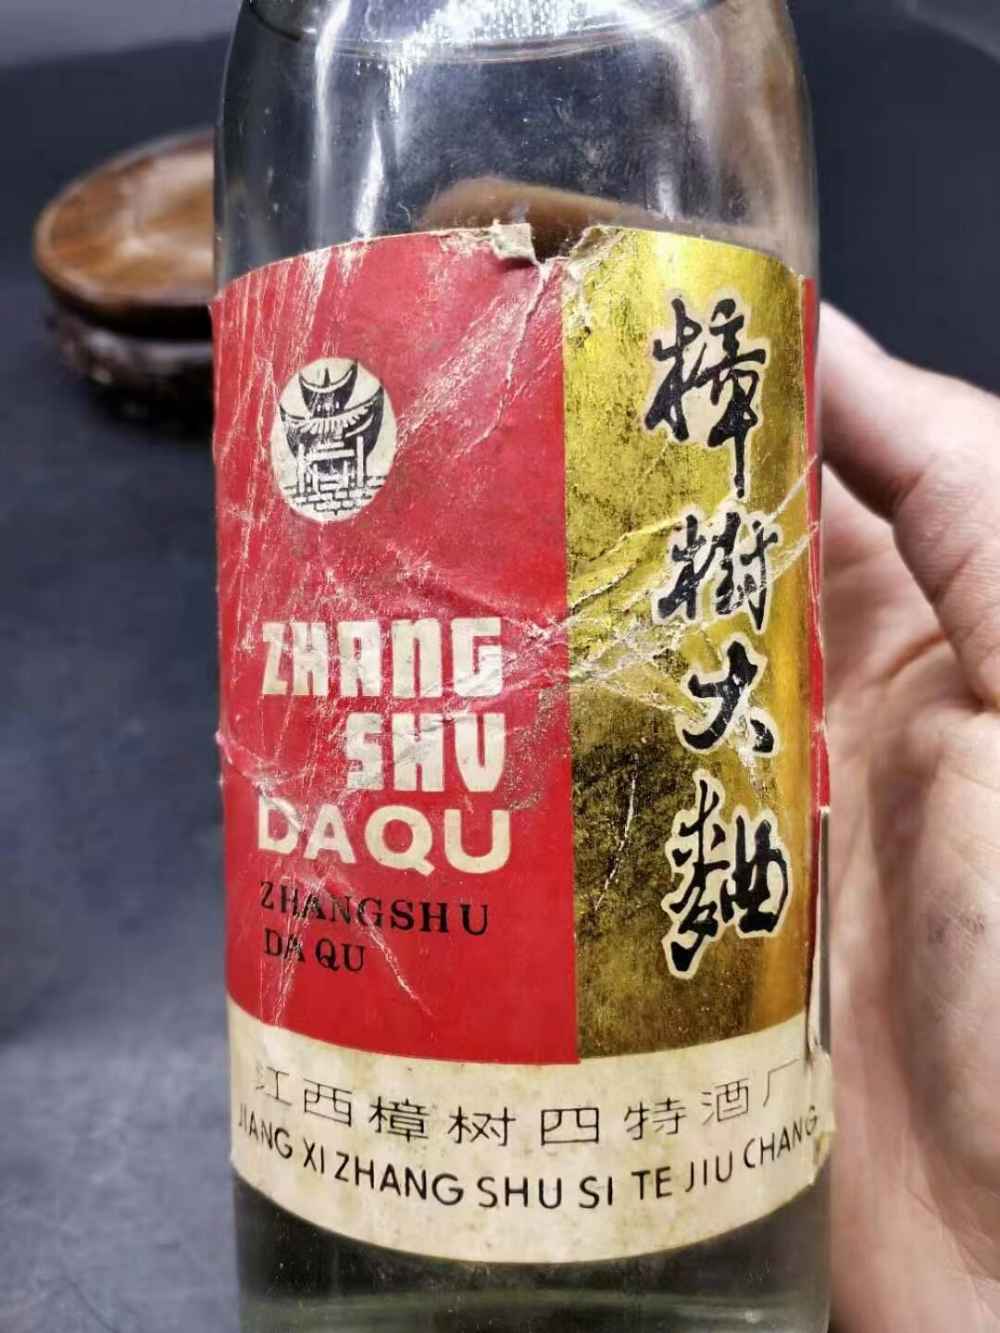 ZHANG
SHU
DAQU
ZHANGSHU
DA QU
樟樹大麯
江西樟树四特酒厂
JIANG XI ZHANG SHU SI TE JIU CHANG